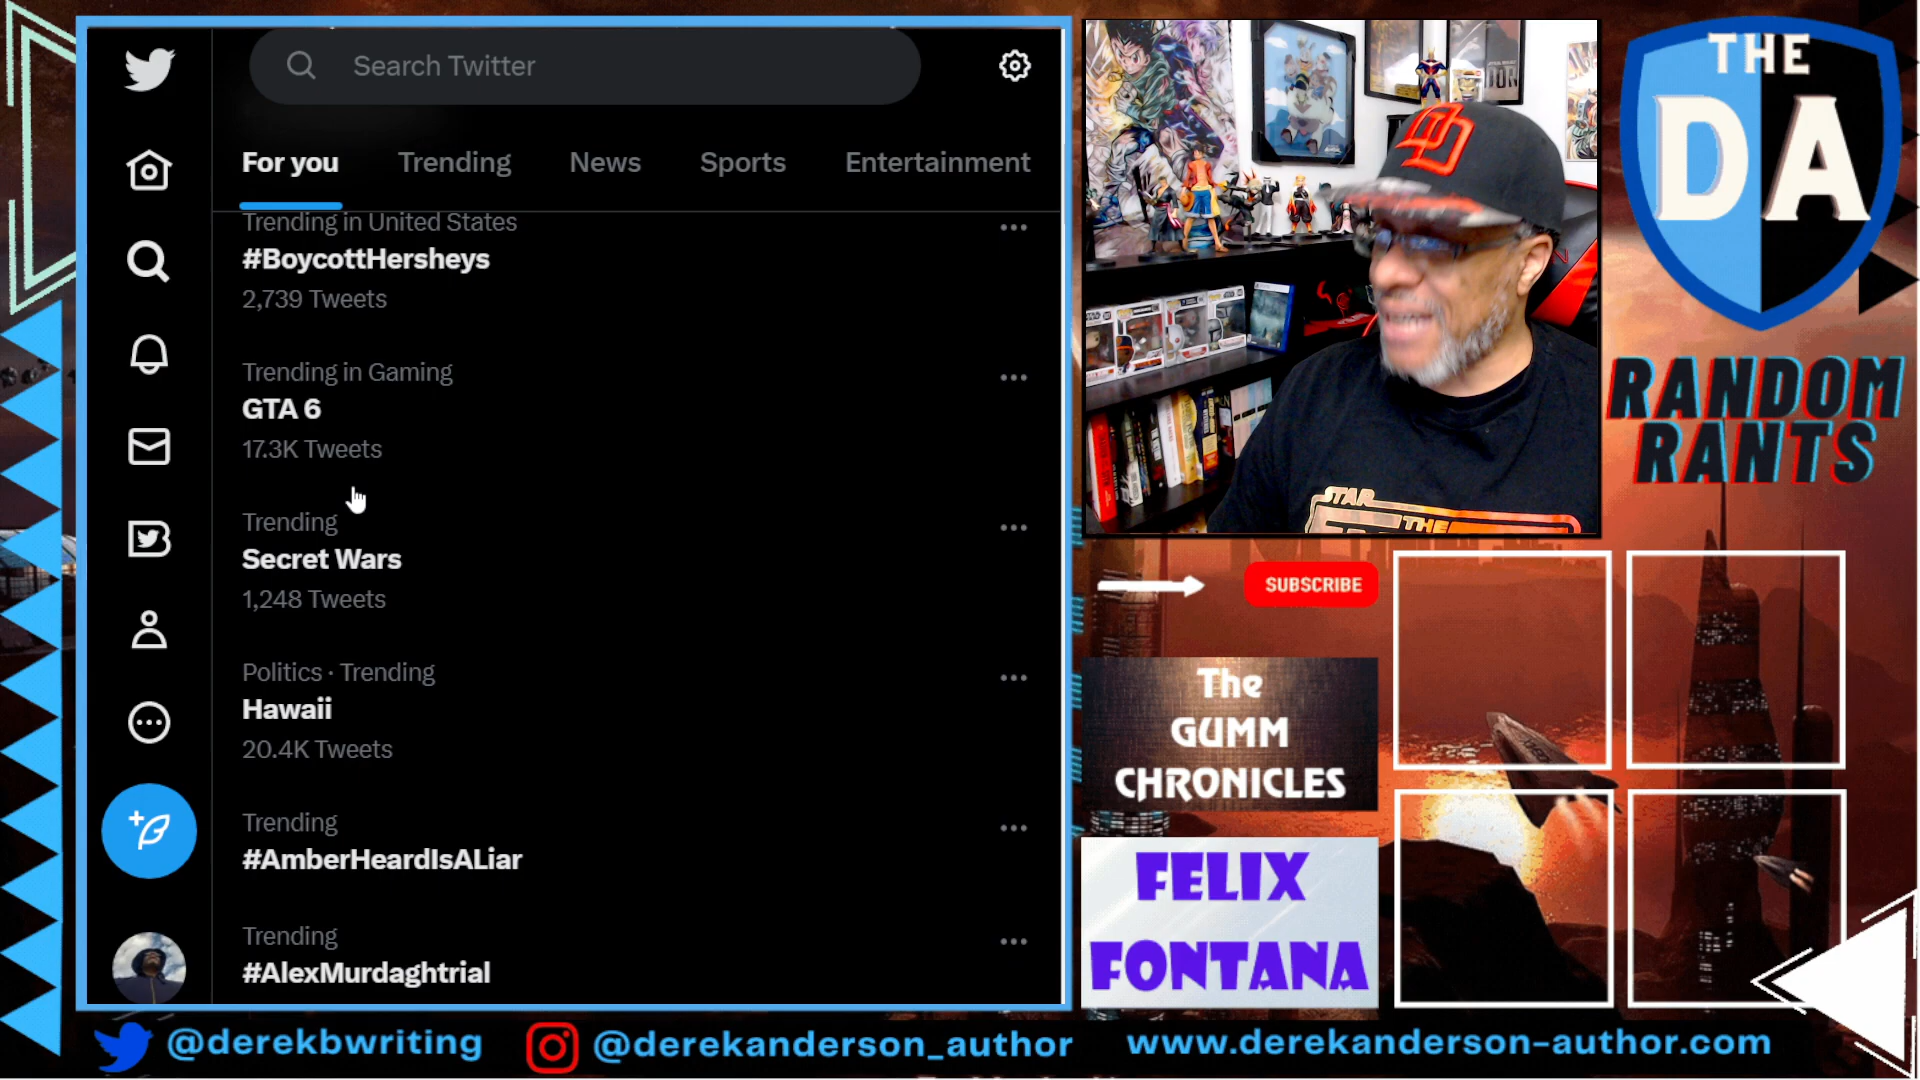 Search Twitter
For you
Trending
News
Sports
Entertainment
Trending in United States
#BoycottHersheys
2,739 Tweets
Trending in Gaming
GTA 6
17.3K Tweets
Trending
Secret Wars
1,248 Tweets
Politics · Trending
Hawaii
20.4K Tweets
Trending
#AmberHeardIsALiar
Trending
#AlexMurdaghtrial
STAR
THE
THE
DA
RANDOM
RANTS
SUBSCRIBE
The
GUMM
CHRONICLES
FELIX
FONTANA
@derekbwriting
@derekanderson_author
www.derekanderson-author.com